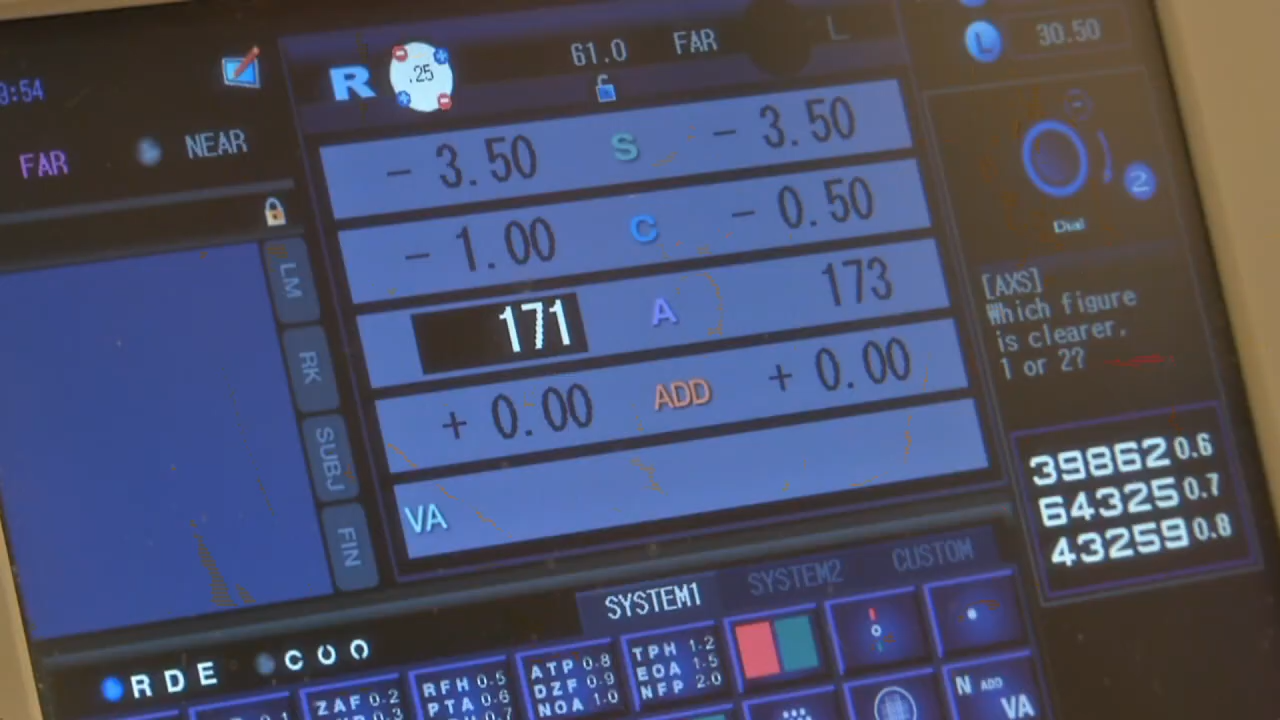 9:54
R .25 61.0 FAR L
L 30.50
FAR NEAR
- 3.50 S - 3.50
- 1.00 C - 0.50
171 A 173
+ 0.00 ADD + 0.00
VA
LM
RK
SUBJ
FIN
2
Dual
[AXS]
Which figure
is clearer,
1 or 2?
39862 0.6
64325 0.7
43259 0.8
SYSTEM1 SYSTEM2 CUSTOM
RDE
ZAF 0.2
0.3
RFH 0.5
PTA 0.6
ATP 0.8
DZF 0.9
NOA 1.0
TPH 1.2
EOA 1.5
NFP 2.0
N ADD
VA